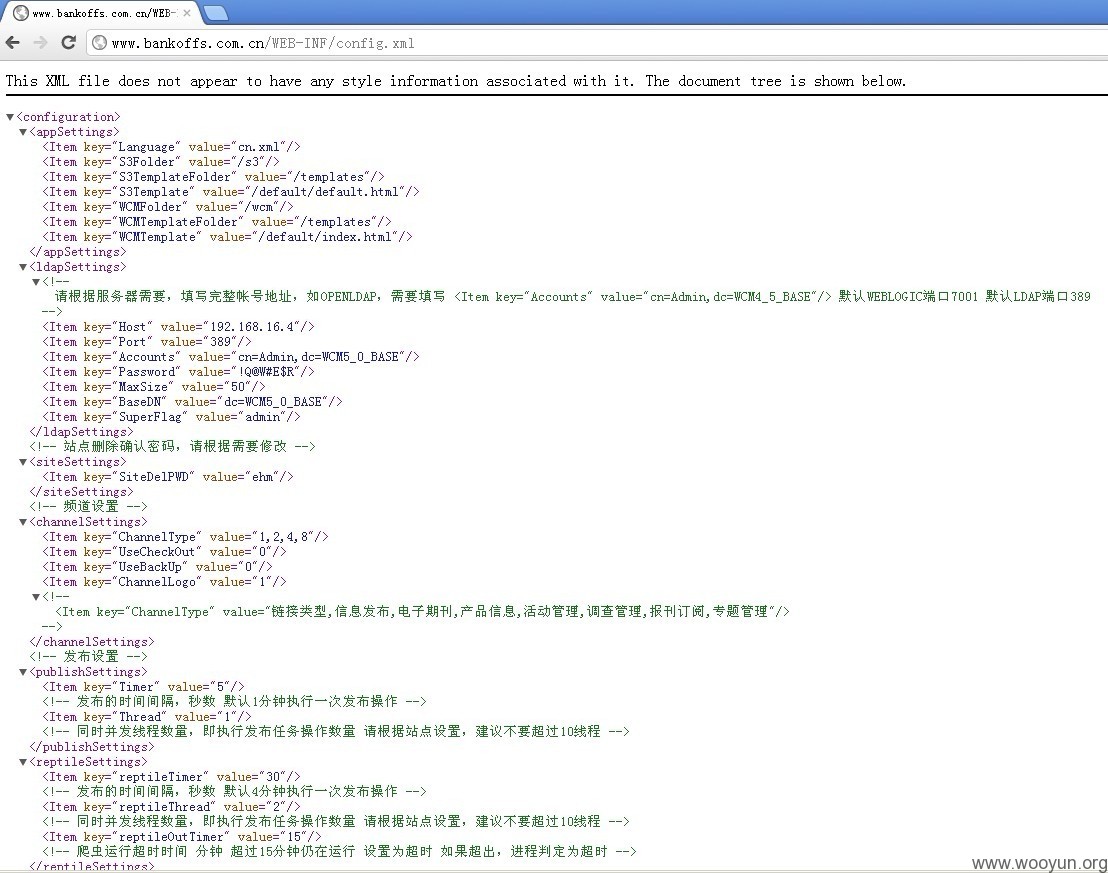 www.bankoffs.com.cn/WEB-
www.bankoffs.com.cn/WEB-INF/config.xml
This XML file does not appear to have any style information associated with it. The document tree is shown below.
▼<configuration>
▼<appSettings>
<Item key="Language" value="cn.xml"/>
<Item key="S3Folder" value="/s3"/>
<Item key="S3TemplateFolder" value="/templates"/>
<Item key="S3Template" value="/default/default.html"/>
<Item key="WCMFolder" value="/wcm"/>
<Item key="WCMTemplateFolder" value="/templates"/>
<Item key="WCMTemplate" value="/default/index.html"/>
</appSettings>
▼<ldapSettings>
▼<!--
请根据服务器需要，填写完整帐号地址，如OPENLDAP，需要填写 <Item key="Accounts" value="cn=Admin,dc=WCM4_5_BASE"/> 默认WEBLOGIC端口7001 默认LDAP端口389
-->
<Item key="Host" value="192.168.16.4"/>
<Item key="Port" value="389"/>
<Item key="Accounts" value="cn=Admin,dc=WCM5_0_BASE"/>
<Item key="Password" value="!Q@W#E$R"/>
<Item key="MaxSize" value="50"/>
<Item key="BaseDN" value="dc=WCM5_0_BASE"/>
<Item key="SuperFlag" value="admin"/>
</ldapSettings>
<!-- 站点删除确认密码，请根据需要修改 -->
▼<siteSettings>
<Item key="SiteDelPWD" value="ehm"/>
</siteSettings>
<!-- 频道设置 -->
▼<channelSettings>
<Item key="ChannelType" value="1,2,4,8"/>
<Item key="UseCheckOut" value="0"/>
<Item key="UseBackUp" value="0"/>
<Item key="ChannelLogo" value="1"/>
▼<!--
<Item key="ChannelType" value="链接类型,信息发布,电子期刊,产品信息,活动管理,调查管理,报刊订阅,专题管理"/>
-->
</channelSettings>
<!-- 发布设置 -->
▼<publishSettings>
<Item key="Timer" value="5"/>
<!-- 发布的时间间隔，秒数 默认1分钟执行一次发布操作 -->
<Item key="Thread" value="1"/>
<!-- 同时并发线程数量，即执行发布任务操作数量 请根据站点设置，建议不要超过10线程 -->
</publishSettings>
▼<reptileSettings>
<Item key="reptileTimer" value="30"/>
<!-- 发布的时间间隔，秒数 默认4分钟执行一次发布操作 -->
<Item key="reptileThread" value="2"/>
<!-- 同时并发线程数量，即执行发布任务操作数量 请根据站点设置，建议不要超过10线程 -->
<Item key="reptileOutTimer" value="15"/>
<!-- 爬虫运行超时时间 分钟 超过15分钟仍在运行 设置为超时 如果超出，进程判定为超时 -->
</reptileSettings>
www.wooyun.org